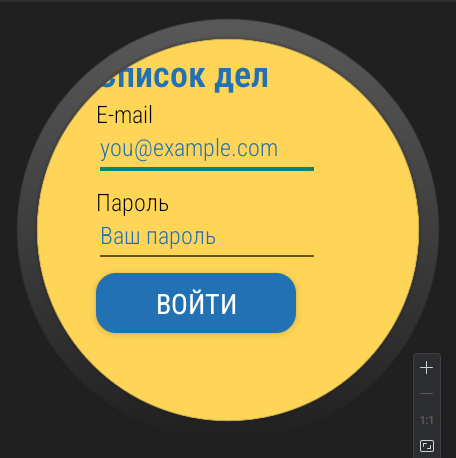 Список дел
E-mail
you@example.com
Пароль
Ваш пароль
ВОЙТИ
1:1